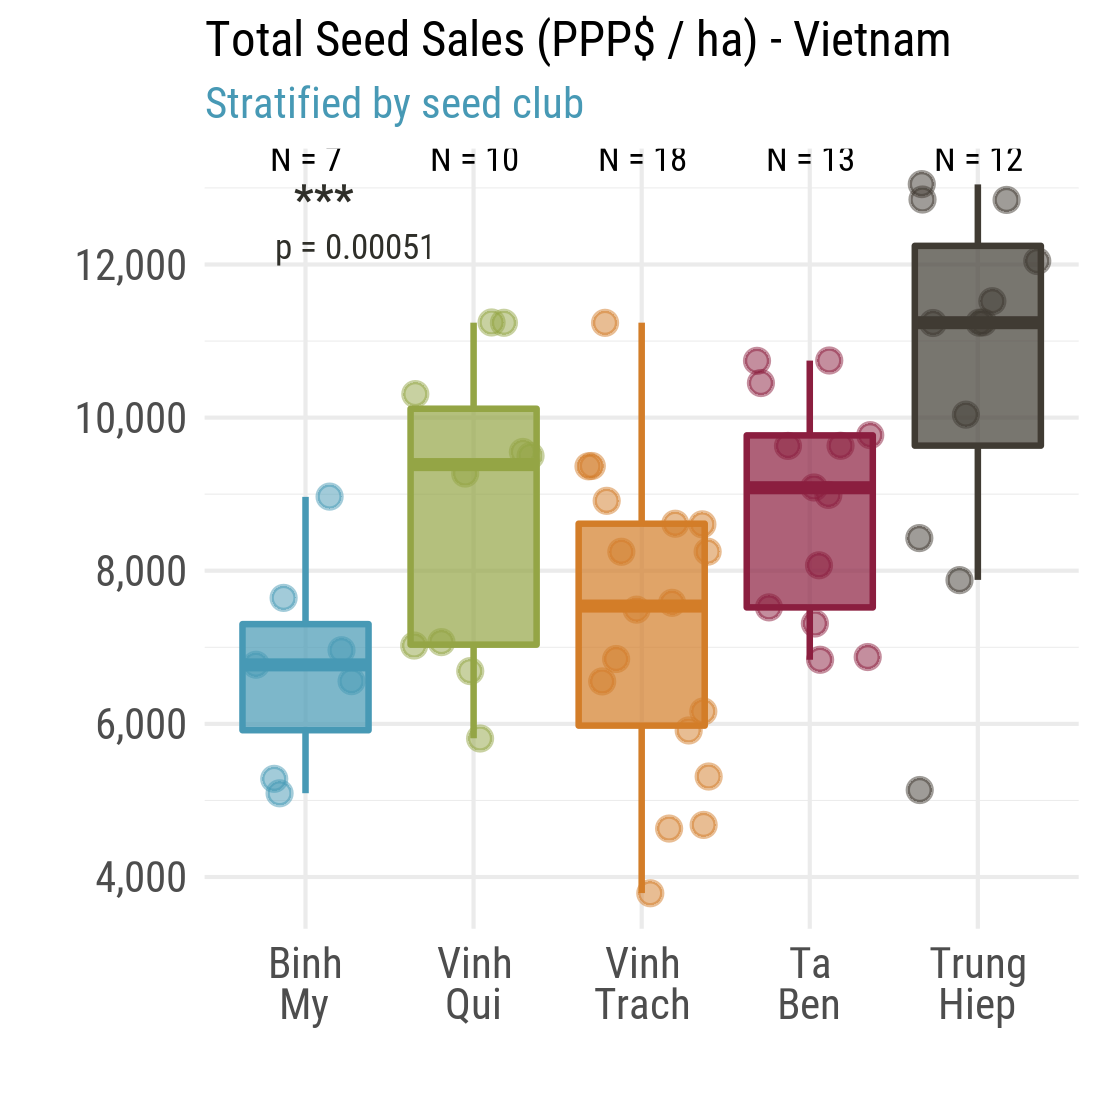 Total Seed Sales (PPP$ / ha) - Vietnam
Stratified by seed club
N = 7 N = 10 N = 18 N = 13 N = 12
***
p = 0.00051
12,000
10,000
8,000
6,000
4,000
Binh My
Vinh Qui
Vinh Trach
Ta Ben
Trung Hiep